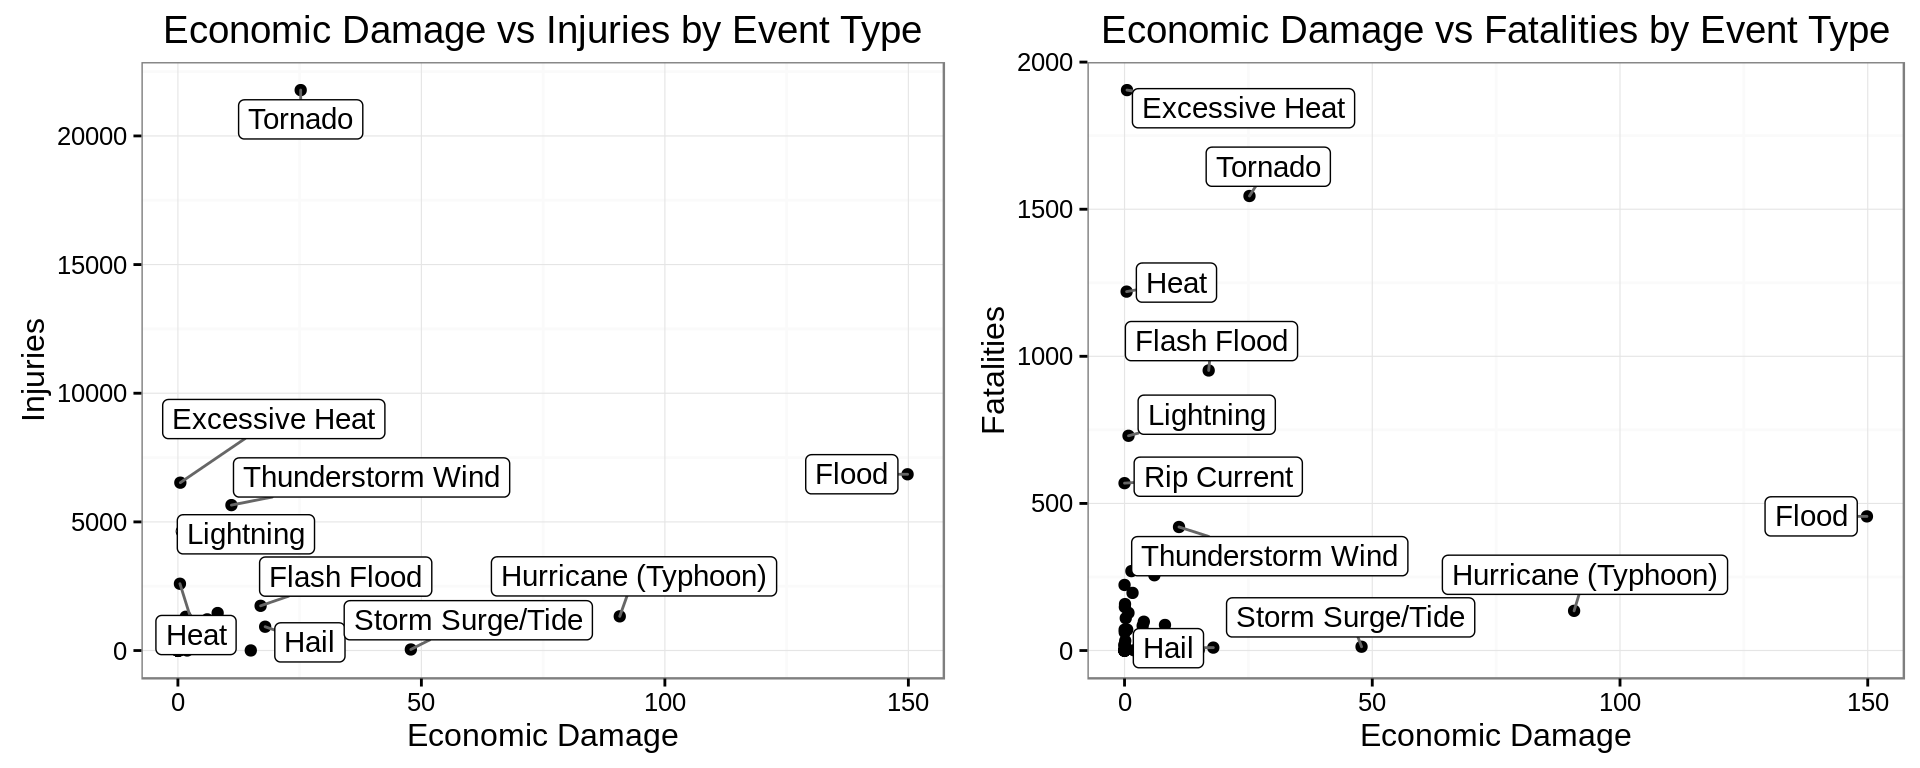 Economic Damage vs Injuries by Event Type
Injuries
20000
15000
10000
5000
0
Tornado
Excessive Heat
Thunderstorm Wind
Flood
Lightning
Flash Flood
Hurricane (Typhoon)
Storm Surge/Tide
Heat
Hail
0 50 100 150
Economic Damage
Economic Damage vs Fatalities by Event Type
Fatalities
2000
1500
1000
500
0
Excessive Heat
Tornado
Heat
Flash Flood
Lightning
Rip Current
Flood
Thunderstorm Wind
Hurricane (Typhoon)
Storm Surge/Tide
Hail
0 50 100 150
Economic Damage